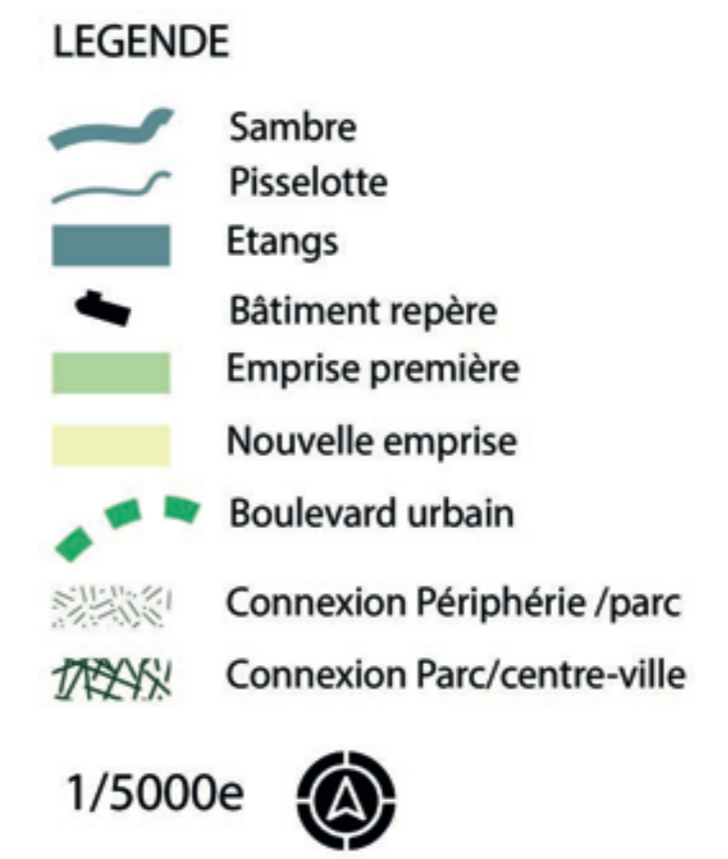 LEGENDE
Sambre
Pisselotte
Etangs
Bâtiment repère
Emprise première
Nouvelle emprise
Boulevard urbain
Connexion Périphérie /parc
Connexion Parc/centre-ville
1/5000e